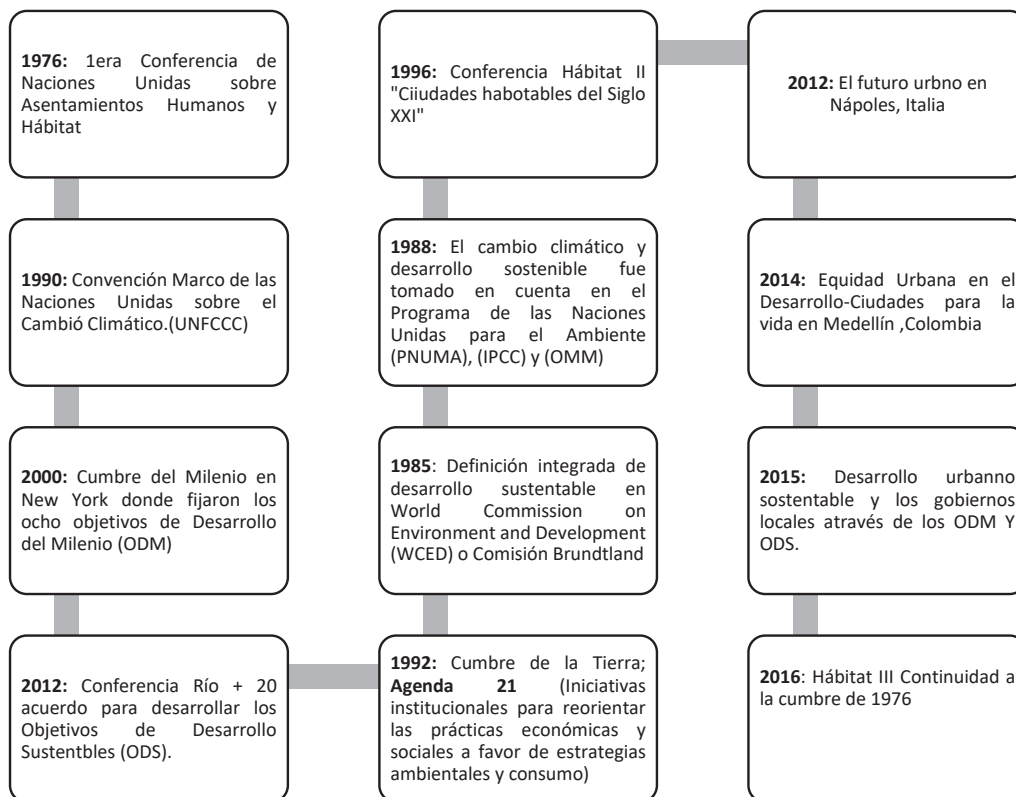 1976: 1era Conferencia de
Naciones Unidas sobre
Asentamientos Humanos y
Hábitat
1990: Convención Marco de las
Naciones Unidas sobre el
Cambió Climático.(UNFCCC)
2000: Cumbre del Milenio en
New York donde fijaron los
ocho objetivos de Desarrollo
del Milenio (ODM)
2012: Conferencia Río + 20
acuerdo para desarrollar los
Objetivos de Desarrollo
Sustentbles (ODS).
1992: Cumbre de la Tierra;
Agenda 21 (Iniciativas
institucionales para reorientar
las prácticas económicas y
sociales a favor de estrategias
ambientales y consumo)
1985: Definición integrada de
desarrollo sustentable en
World Commission on
Environment and Development
(WCED) o Comisión Brundtland
1988: El cambio climático y
desarrollo sostenible fue
tomado en cuenta en el
Programa de las Naciones
Unidas para el Ambiente
(PNUMA), (IPCC) y (OMM)
1996: Conferencia Hábitat II
"Ciiudades habotables del Siglo
XXI"
2012: El futuro urbno en
Nápoles, Italia
2014: Equidad Urbana en el
Desarrollo-Ciudades para la
vida en Medellín ,Colombia
2015: Desarrollo urbanno
sostentable y los gobiernos
locales através de los ODM Y
ODS.
2016: Hábitat III Continuidad a
la cumbre de 1976